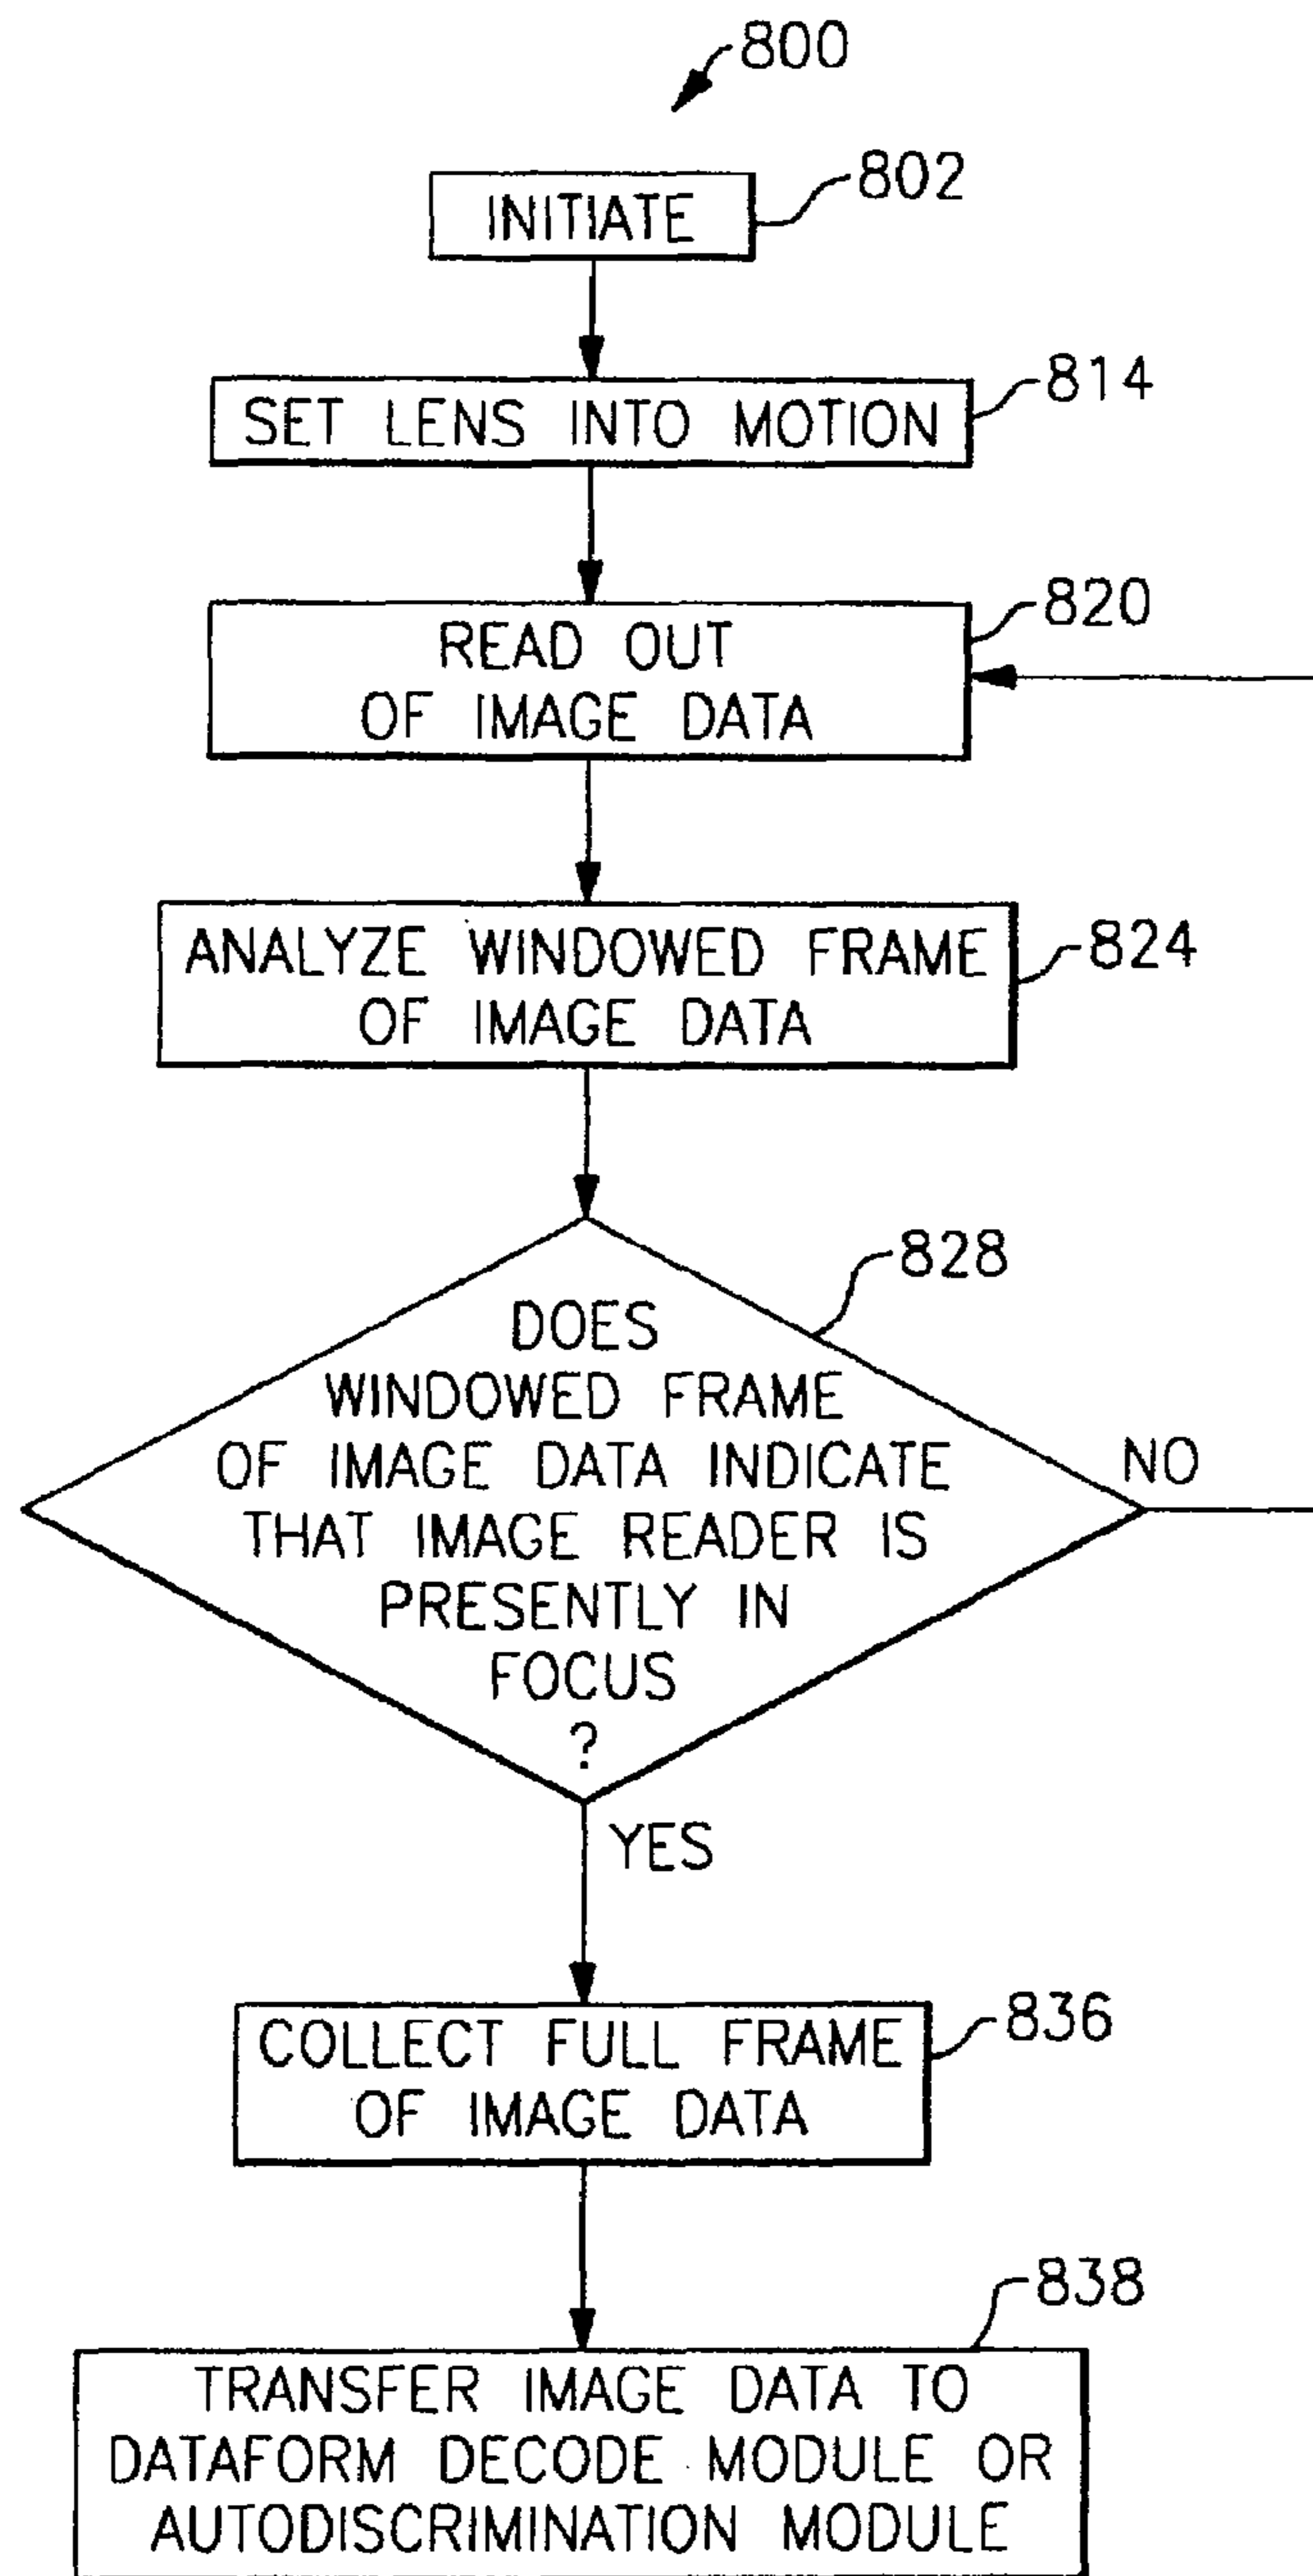 800
INITIATE
802
SET LENS INTO MOTION
814
READ OUT
OF IMAGE DATA
820
ANALYZE WINDOWED FRAME
OF IMAGE DATA
824
828
DOES
WINDOWED FRAME
OF IMAGE DATA INDICATE
THAT IMAGE READER IS
PRESENTLY IN
FOCUS
?
NO
YES
COLLECT FULL FRAME
OF IMAGE DATA
836
838
TRANSFER IMAGE DATA TO
DATAFORM DECODE MODULE OR
AUTODISCRIMINATION MODULE